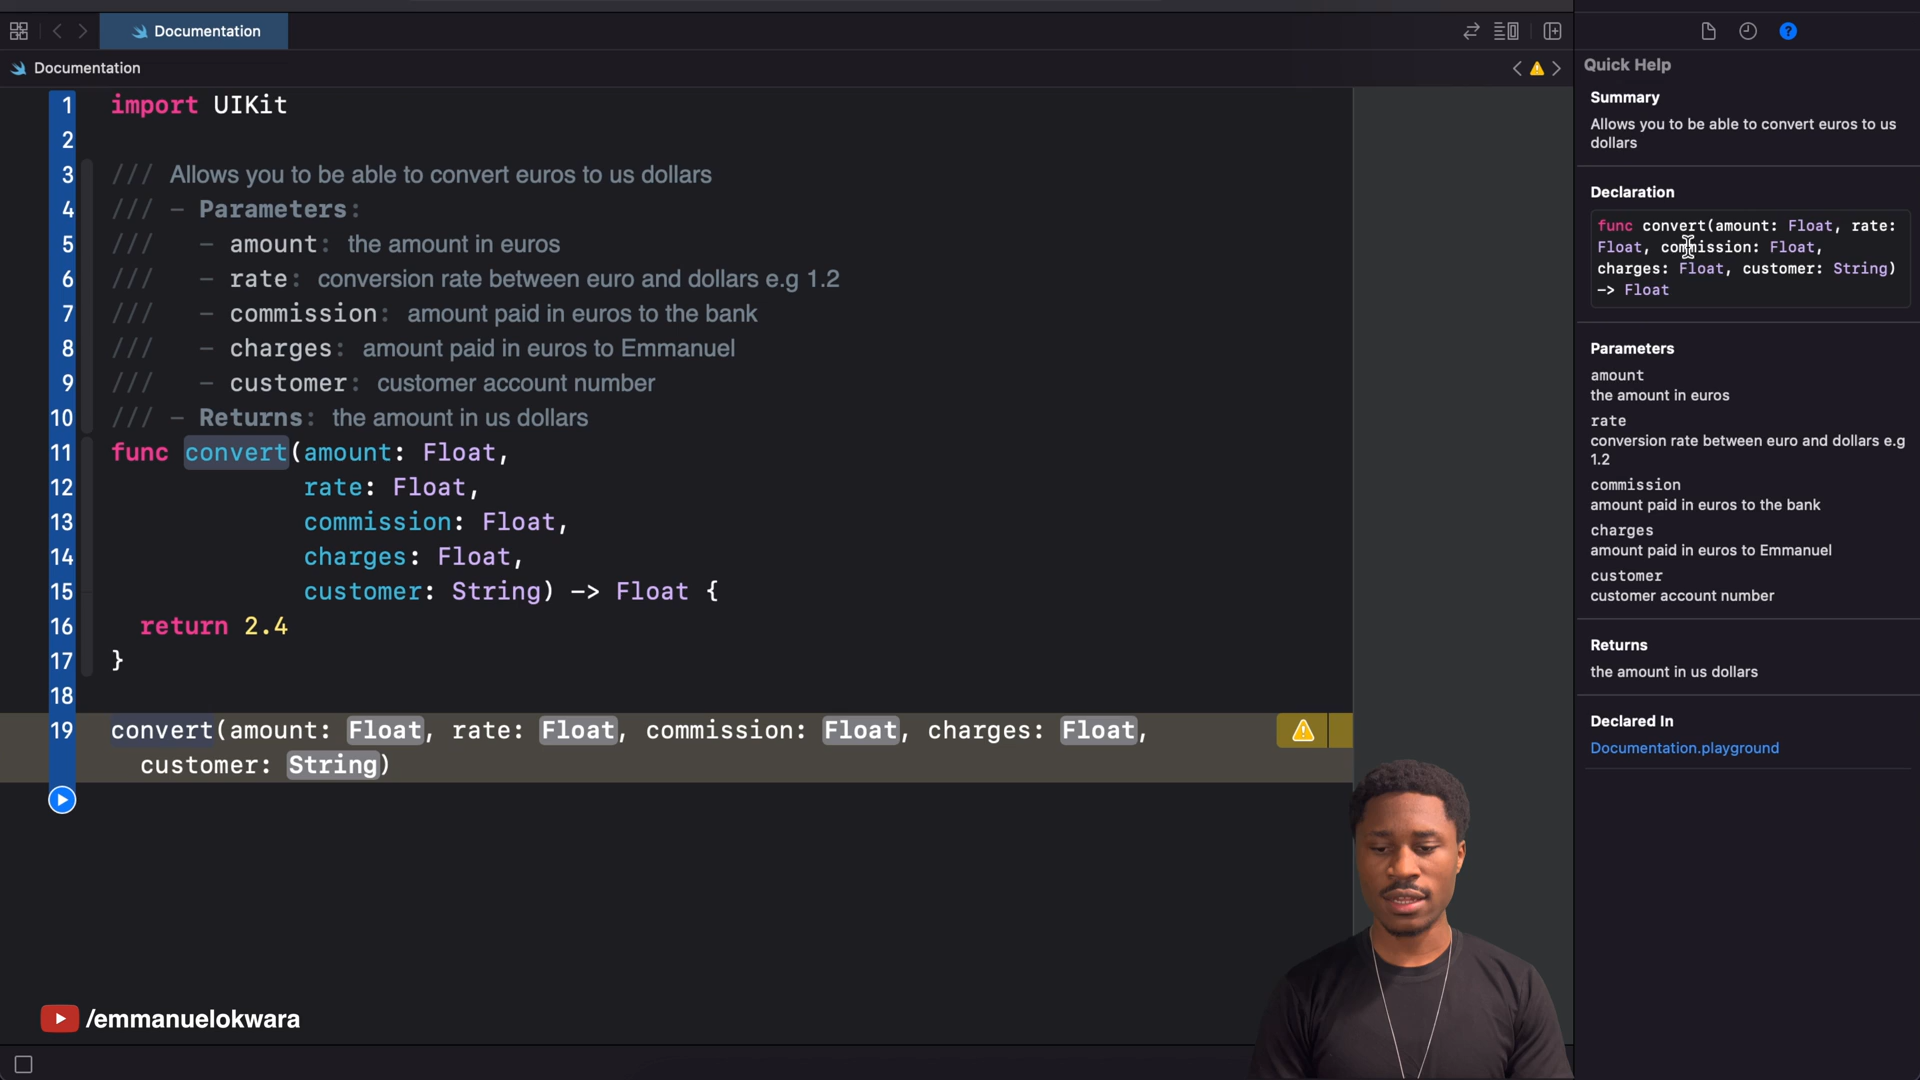 Documentation
Documentation
1 import UIKit
2
3 /// Allows you to be able to convert euros to us dollars
4 /// - Parameters:
5 ///   - amount: the amount in euros
6 ///   - rate: conversion rate between euro and dollars e.g 1.2
7 ///   - commission: amount paid in euros to the bank
8 ///   - charges: amount paid in euros to Emmanuel
9 ///   - customer: customer account number
10 /// - Returns: the amount in us dollars
11 func convert(amount: Float,
12 rate: Float,
13 commission: Float,
14 charges: Float,
15 customer: String) -> Float {
16 return 2.4
17 }
18
19 convert(amount: Float, rate: Float, commission: Float, charges: Float,
customer: String)
/emmanuelokwara
Quick Help
Summary
Allows you to be able to convert euros to us
dollars
Declaration
func convert(amount: Float, rate:
Float, commission: Float,
charges: Float, customer: String)
-> Float
Parameters
amount
the amount in euros
rate
conversion rate between euro and dollars e.g
1.2
commission
amount paid in euros to the bank
charges
amount paid in euros to Emmanuel
customer
customer account number
Returns
the amount in us dollars
Declared In
Documentation.playground